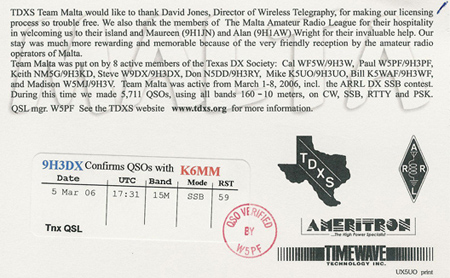 TDXS Team Malta would like to thank David Jones, Director of Wireless Telegraphy, for making our licensing
process so trouble free. We also thank the members of The Malta Amateur Radio League for their hospitality
in welcoming us to their island and Maureen (9H1JN) and Alan (9H1AW) Wright for their invaluable help. Our
stay was much more rewarding and memorable because of the very friendly reception by the amateur radio
operators of Malta.
Team Malta was put on by 8 active members of the Texas DX Society: Cal WF5W/9H3W, Paul W5PF/9H3PF,
Keith NM5G/9H3KD, Steve W9DX/9H3DX, Don N5DD/9H3RY, Mike K5UO/9H3UO, Bill K5WAF/9H3WF,
and Madison W5MJ/9H3V. Team Malta was active from March 1-8, 2006, incl. the ARRL DX SSB contest.
During this time we made 5,711 QSOs, using all bands 160-10 meters, on CW, SSB, RTTY and PSK.
QSL mgr. W5PF See the TDXS website www.tdxs.org for more information.
MALTA
9H3DX Confirms QSOs with K6MM
Date UTC Band Mode RST
5 Mar 06 17:31 15M SSB 59
Tnx QSL
QSO VERIFIED
BY
W5PF
TDXS
A
R R
L
AMERITRON
...The High Power Specialist
TIMEWAVE
TECHNOLOGY INC.
UX5UO print